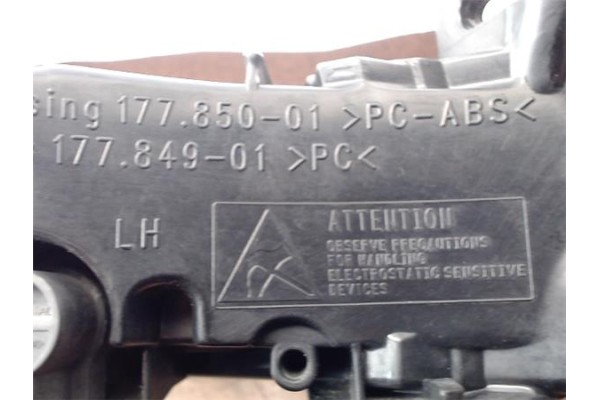 sing 177.850-01 >PC-ABS<
177.849-01 >PC<
LH
ATTENTION
OBSERVE PRECAUTIONS
FOR HANDLING
ELECTROSTATIC SENSITIVE
DEVICES